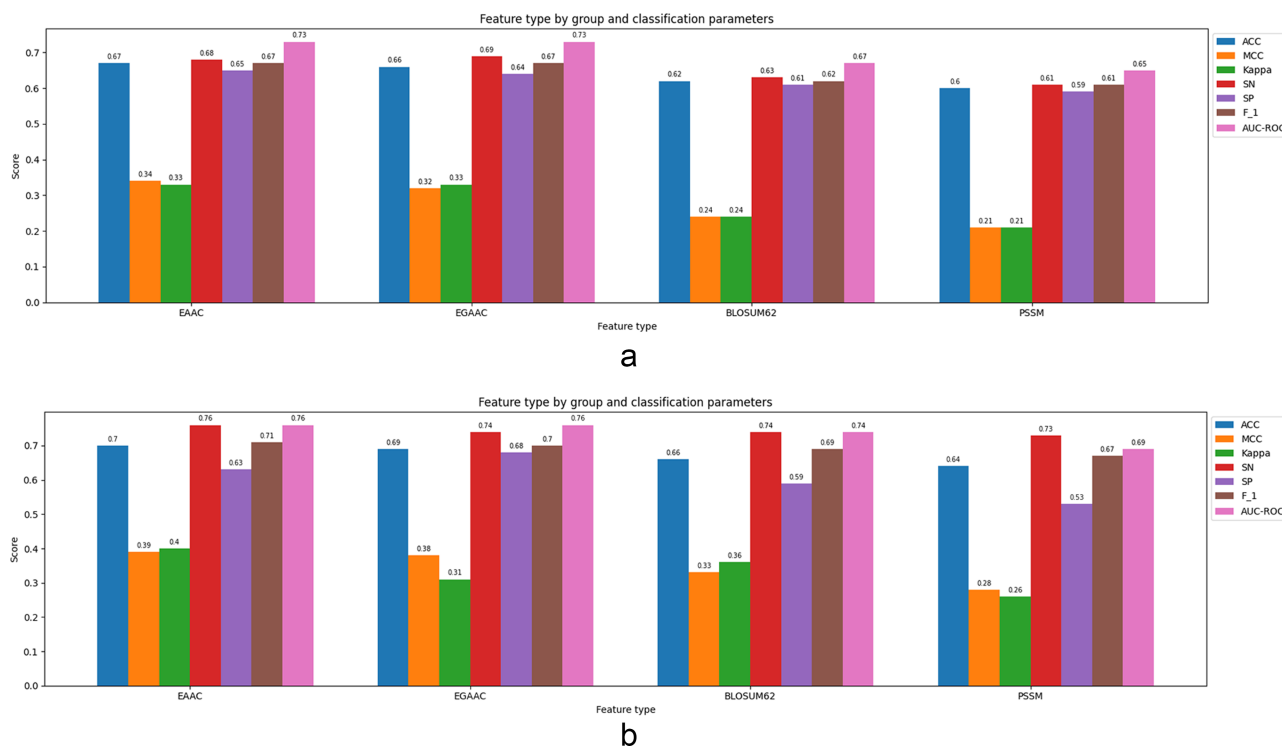 Feature type by group and classification parameters
0.7
0.6
0.5
0.4
0.3
0.2
0.1
0.0
Score
0.67 0.34 0.33 0.68 0.65 0.67 0.73
0.66 0.32 0.33 0.69 0.64 0.67 0.73
0.62 0.24 0.24 0.63 0.61 0.62 0.67
0.6 0.21 0.21 0.61 0.59 0.61 0.65
EAAC EGAAC BLOSUM62 PSSM
Feature type
ACC
MCC
Kappa
SN
SP
F_1
AUC-ROC
a
Feature type by group and classification parameters
0.7
0.6
0.5
0.4
0.3
0.2
0.1
0.0
Score
0.7 0.39 0.4 0.76 0.63 0.71 0.76
0.69 0.38 0.31 0.74 0.68 0.7 0.76
0.66 0.33 0.36 0.74 0.59 0.69 0.74
0.64 0.28 0.26 0.73 0.53 0.67 0.69
EAAC EGAAC BLOSUM62 PSSM
Feature type
ACC
MCC
Kappa
SN
SP
F_1
AUC-ROC
b